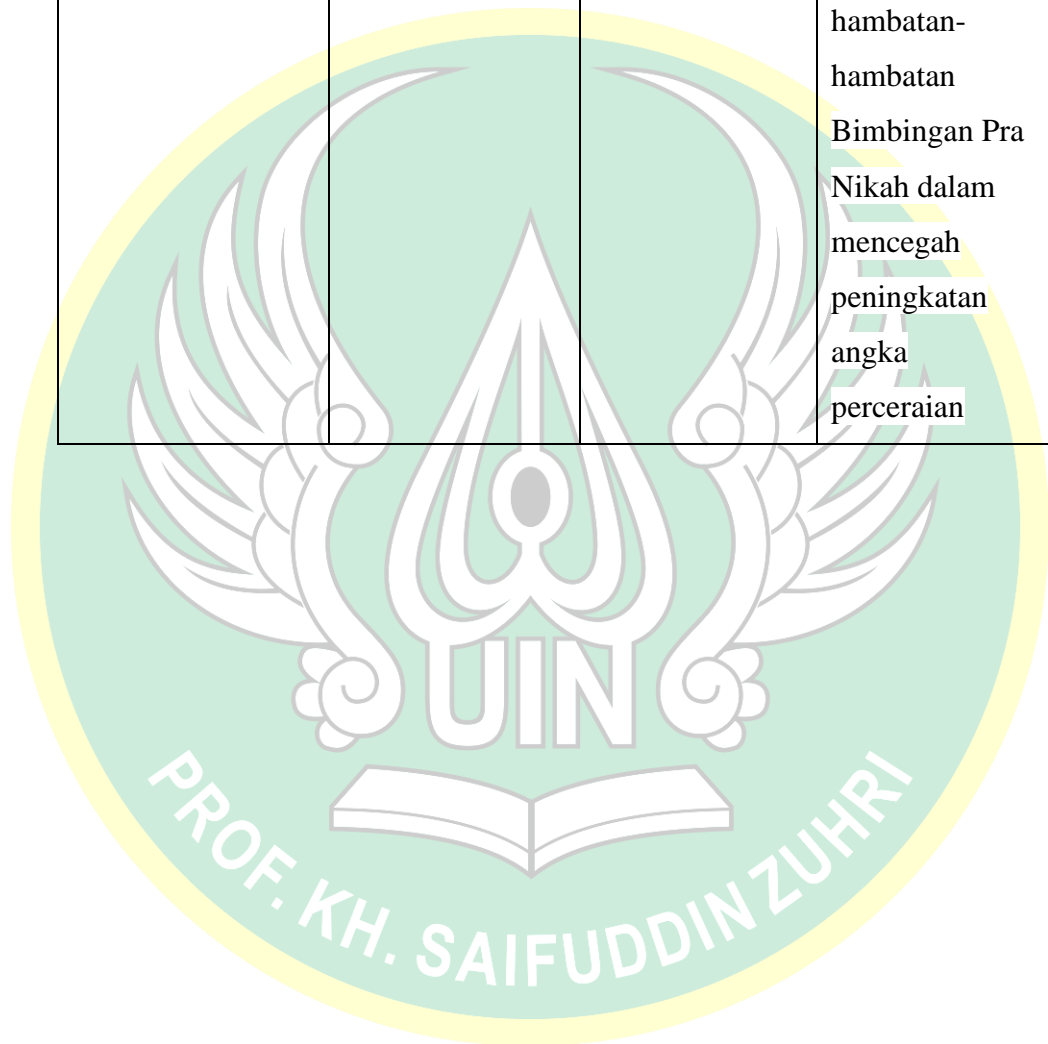 hambatan-
hambatan
Bimbingan Pra
Nikah dalam
mencegah
peningkatan
angka
perceraian
UIN
PROF. KH. SAIFUDDIN ZUHRI